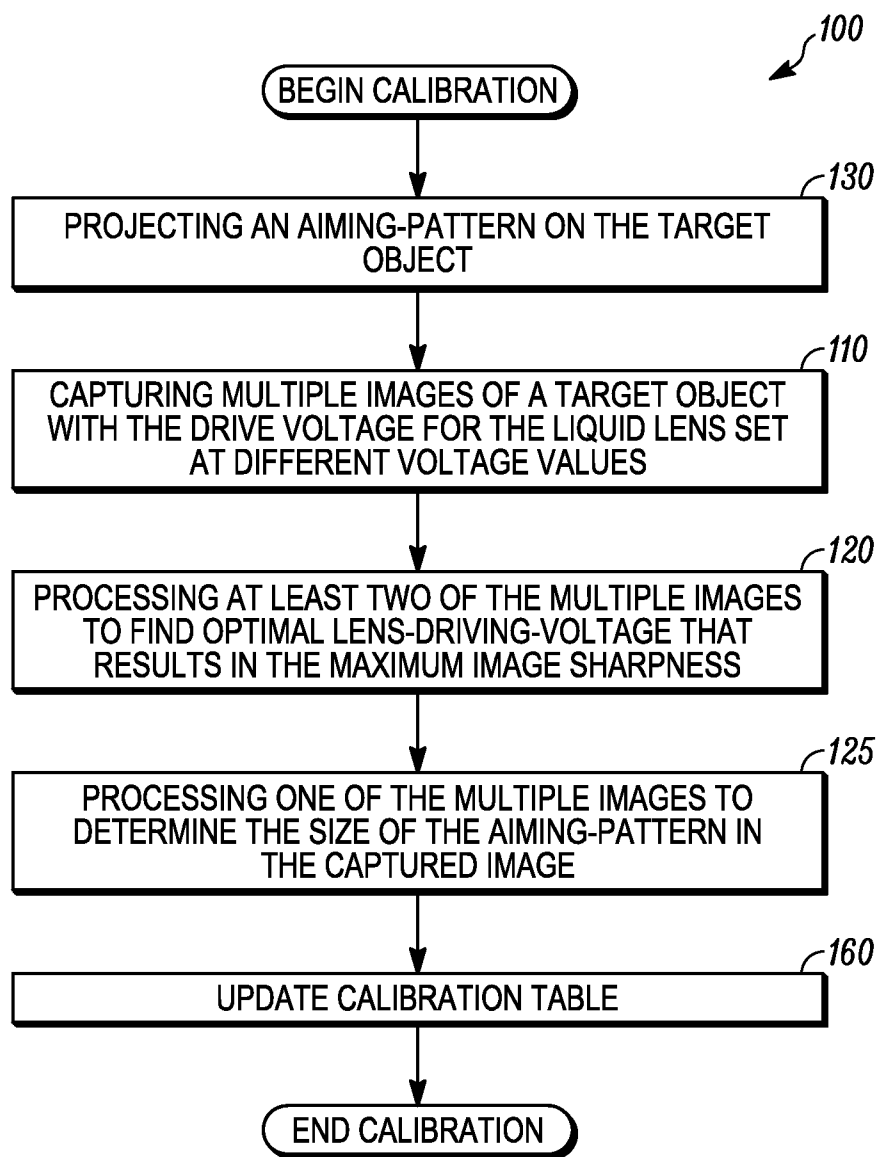 100
BEGIN CALIBRATION
130
PROJECTING AN AIMING-PATTERN ON THE TARGET
OBJECT
110
CAPTURING MULTIPLE IMAGES OF A TARGET OBJECT
WITH THE DRIVE VOLTAGE FOR THE LIQUID LENS SET
AT DIFFERENT VOLTAGE VALUES
120
PROCESSING AT LEAST TWO OF THE MULTIPLE IMAGES
TO FIND OPTIMAL LENS-DRIVING-VOLTAGE THAT
RESULTS IN THE MAXIMUM IMAGE SHARPNESS
125
PROCESSING ONE OF THE MULTIPLE IMAGES TO
DETERMINE THE SIZE OF THE AIMING-PATTERN IN
THE CAPTURED IMAGE
160
UPDATE CALIBRATION TABLE
END CALIBRATION